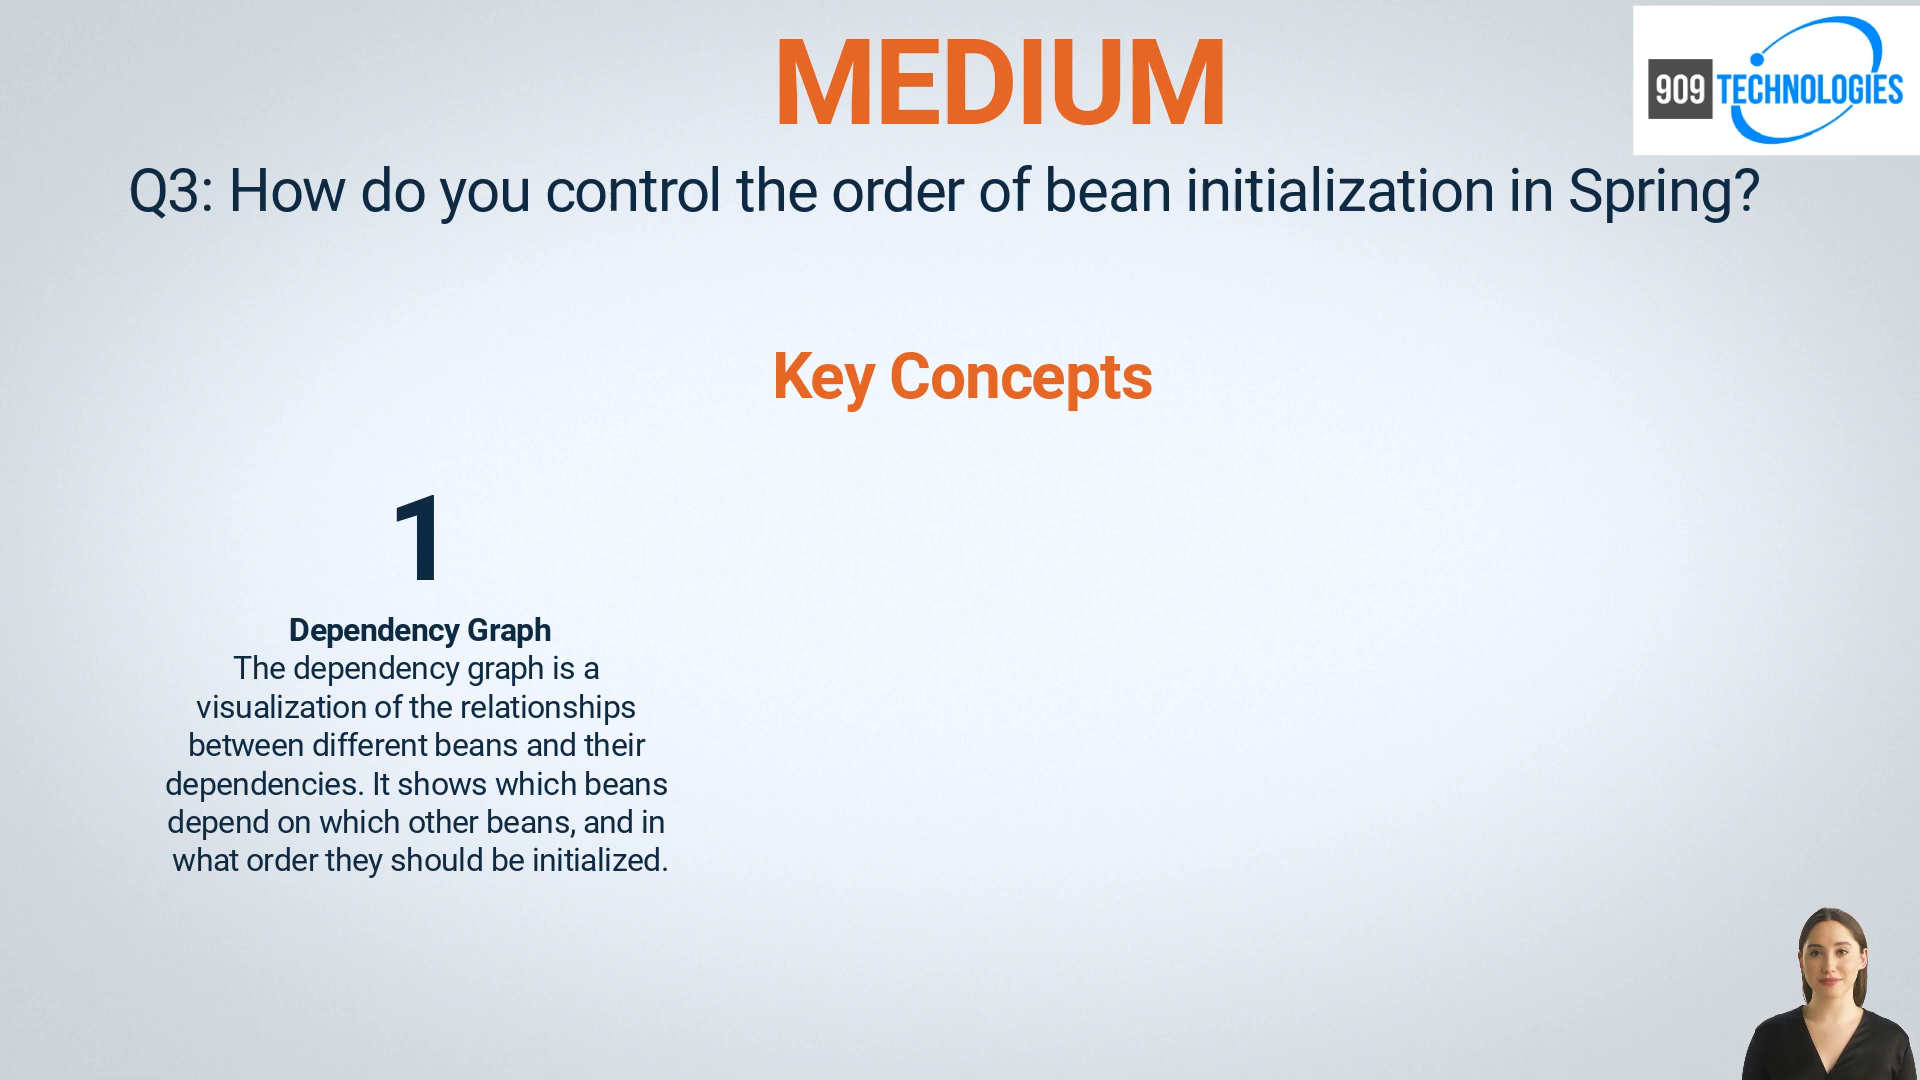 MEDIUM
909 TECHNOLOGIES
Q3: How do you control the order of bean initialization in Spring?
Key Concepts
1
Dependency Graph
The dependency graph is a
visualization of the relationships
between different beans and their
dependencies. It shows which beans
depend on which other beans, and in
what order they should be initialized.